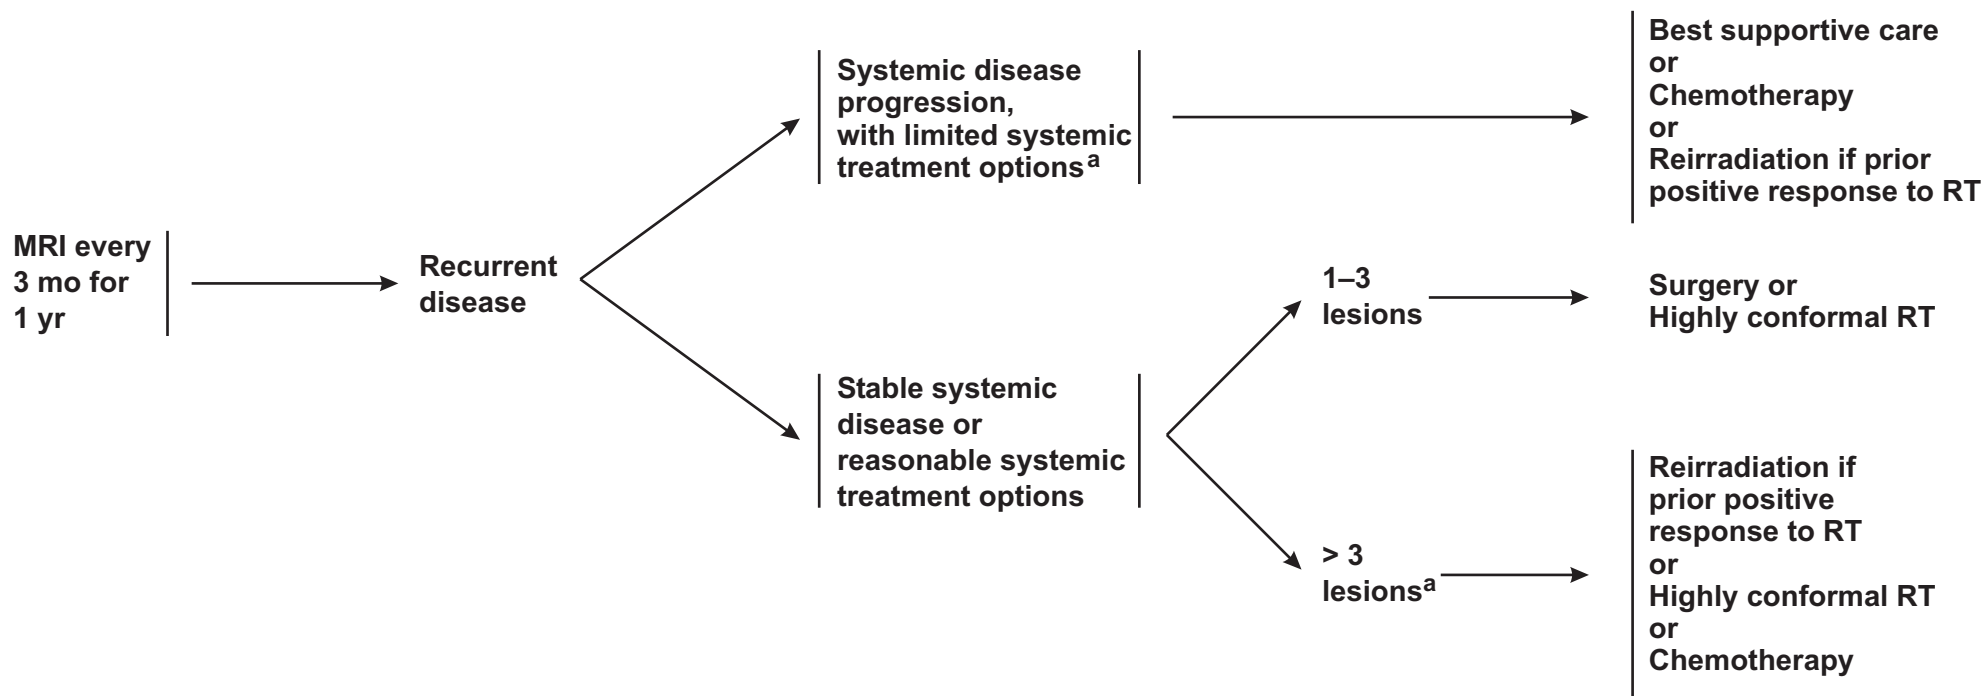 MRI every
3 mo for
1 yr
Recurrent
disease
Systemic disease
progression,
with limited systemic
treatment options a
Stable systemic
disease or
reasonable systemic
treatment options
1–3
lesions
> 3
lesions a
Best supportive care
or
Chemotherapy
or
Reirradiation if prior
positive response to RT
Surgery or
Highly conformal RT
Reirradiation if
prior positive
response to RT
or
Highly conformal RT
or
Chemotherapy